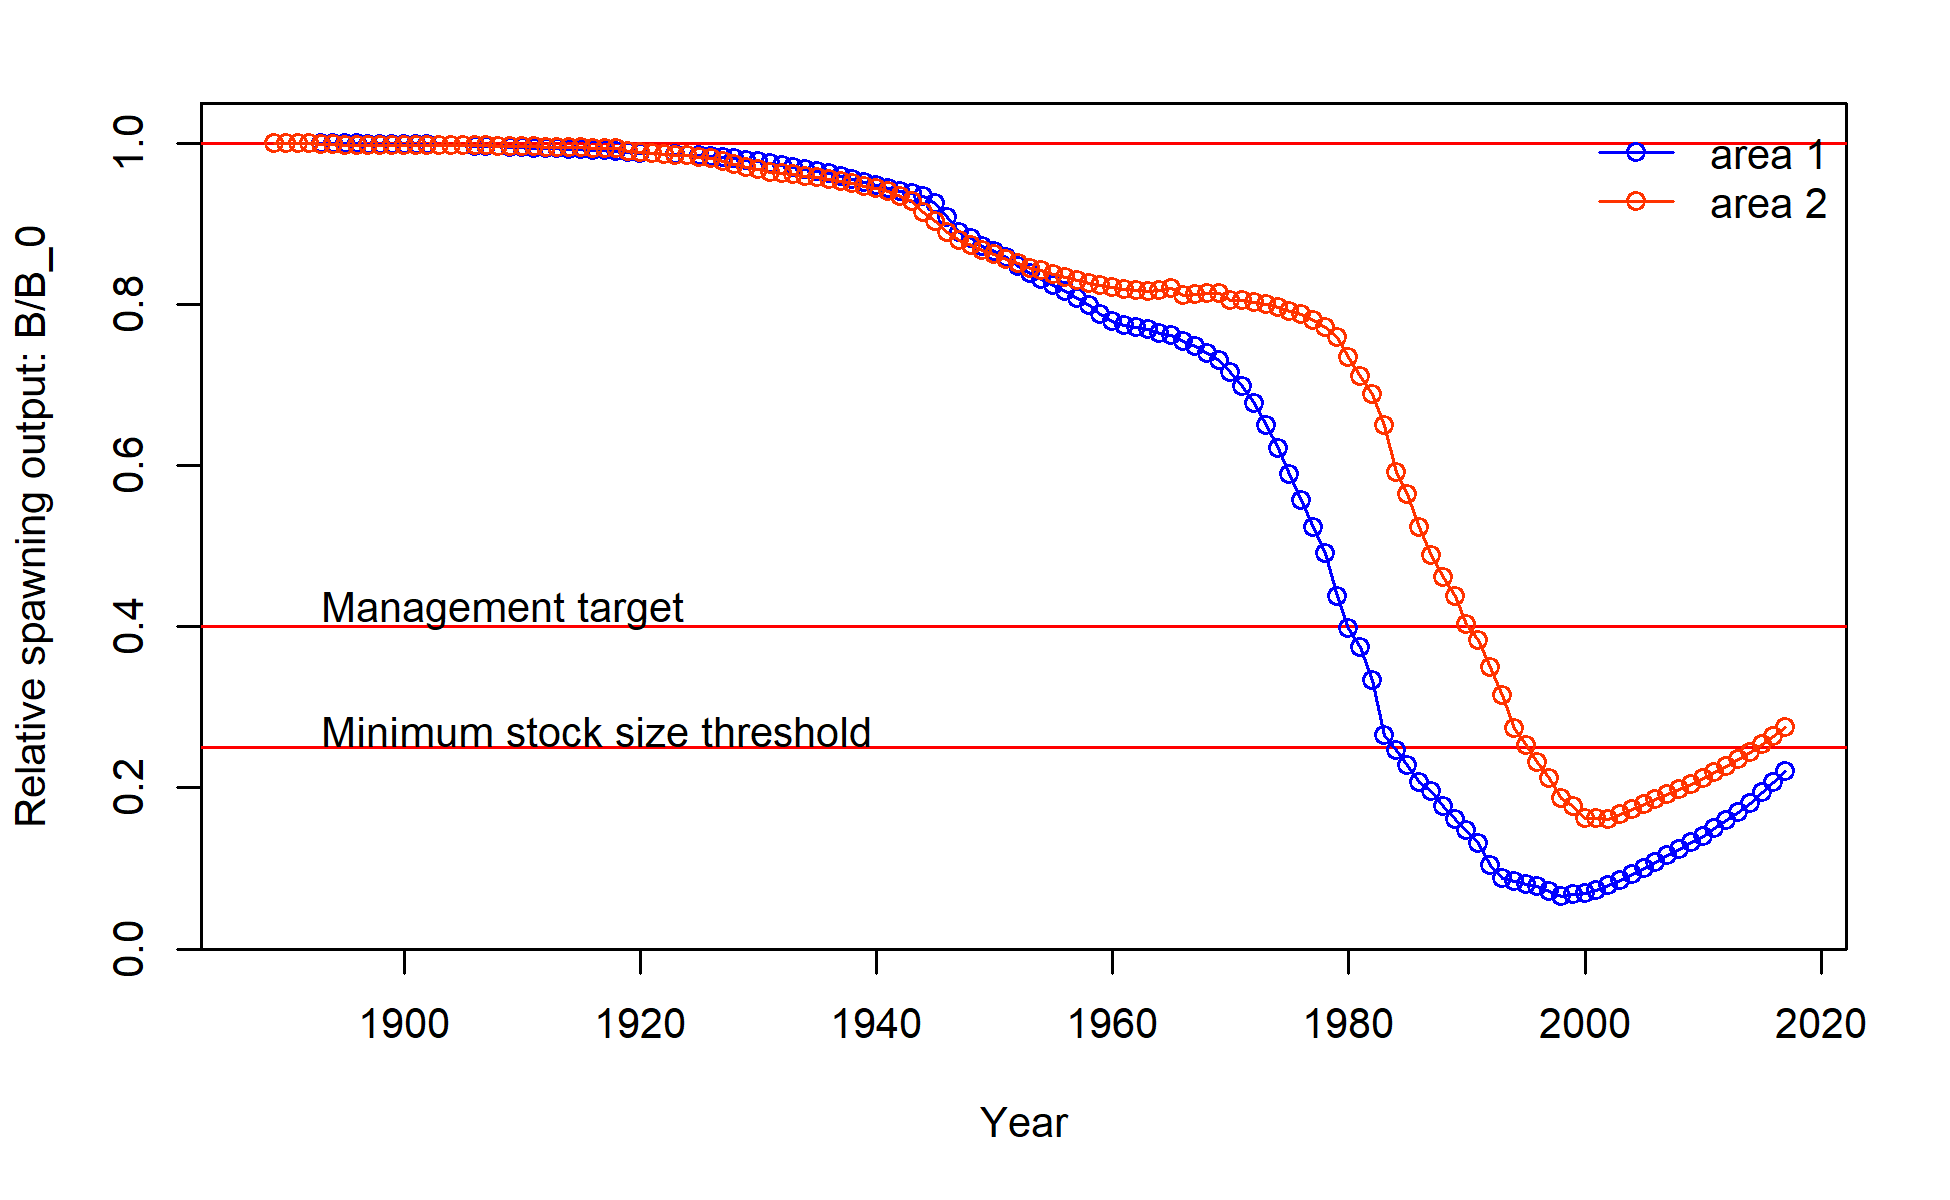 Relative spawning output: B/B_0
1.0
0.8
0.6
0.4
0.2
0.0
area 1
area 2
Management target
Minimum stock size threshold
1900 1920 1940 1960 1980 2000 2020
Year